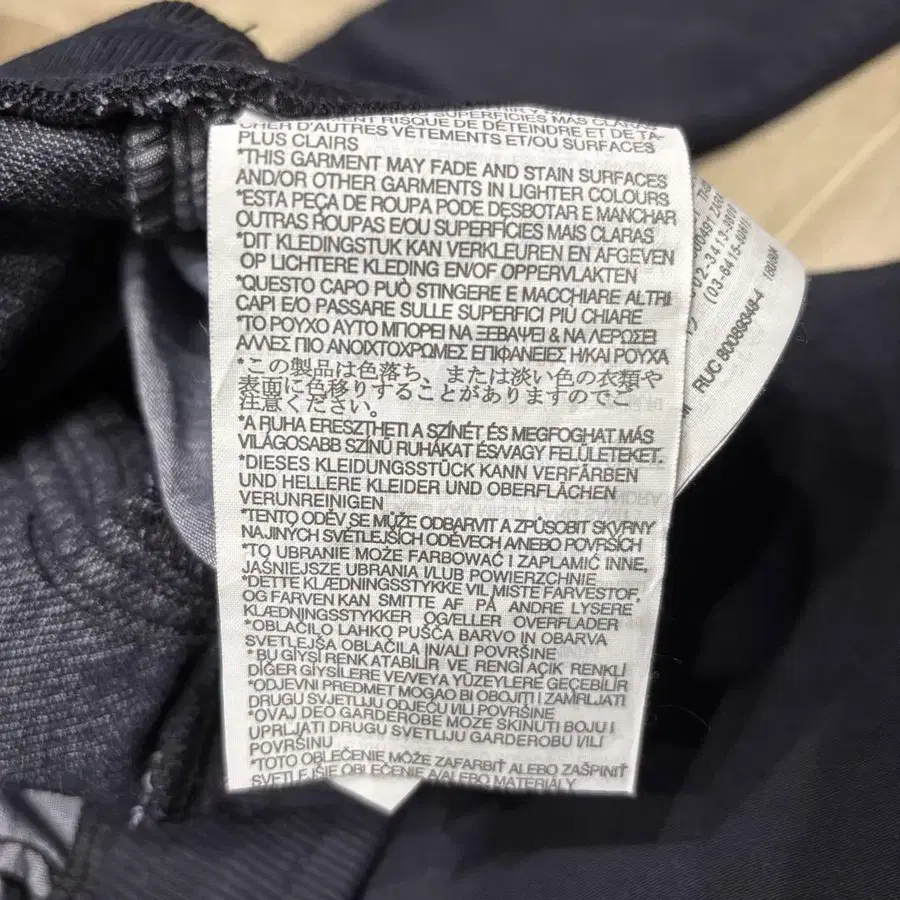 SUPERFICIES MAS CLARAS
CHER D'AUTRES VÊTEMENTS ET/OU SURFACES
PLUS CLAIRS
*THIS GARMENT MAY FADE AND STAIN SURFACES
AND/OR OTHER GARMENTS IN LIGHTER COLOURS
*ESTA PEÇA DE ROUPA PODE DESBOTAR E MANCHAR
OUTRAS ROUPAS E/OU SUPERFÍCIES MAIS CLARAS
*DIT KLEDINGSTUK KAN VERKLEUREN EN AFGEVEN
OP LICHTERE KLEDING EN/OF OPPERVLAKTEN
*QUESTO CAPO PUÒ STINGERE E MACCHIARE ALTRI
CAPI E/O PASSARE SULLE SUPERFICI PIÙ CHIARE
*ΤΟ ΡΟΥΧΟ ΑΥΤΟ ΜΠΟΡΕΙ ΝΑ ΞΕΒΑΨΕΙ & ΝΑ ΛΕΡΩΣΕΙ
ΑΛΛΕΣ ΠΙΟ ΑΝΟΙΧΤΟΧΡΩΜΕΣ ΕΠΙΦΑΝΕΙΕΣ Η/ΚΑΙ ΡΟΥΧΑ
*この製品は色落ち、または淡い色の衣類や
表面に色移りすることがありますのでご
注意ください。
*A RUHA ERESZTHETI A SZÍNÉT ÉS MEGFOGHAT MÁS
VILÁGOSABB SZÍNŰ RUHÁKAT ÉS/VAGY FELÜLETEKET.
*DIESES KLEIDUNGSSTÜCK KANN VERFÄRBEN
UND HELLERE KLEIDER UND OBERFLÄCHEN
VERUNREINIGEN
*TENTO ODĚV SE MŮŽE ODBARVIT A ZPŮSOBIT SKVRNY
NA JINÝCH SVĚTLEJŠÍCH ODĚVECH A/NEBO POVRŠÍCH
*TO UBRANIE MOŻE FARBOWAĆ I ZAPLAMIĆ INNE,
JAŚNIEJSZE UBRANIA I/LUB POWIERZCHNIE
*DETTE KLÆDNINGSSTYKKE VIL MISTE FARVESTOF,
OG FARVEN KAN SMITTE AF PÅ ANDRE LYSERE
KLÆDNINGSSTYKKER OG/ELLER OVERFLADER
*OBLAČILO LAHKO PUŠČA BARVO IN OBARVA
SVETLEJŠA OBLAČILA IN/ALI POVRŠINE
*BU GİYSİ RENK ATABİLİR VE RENGİ AÇIK RENKLİ
DİĞER GİYSİLERE VE/VEYA YÜZEYLERE GEÇEBİLİR
*ODJEVNI PREDMET MOGAO BI OBOJITI I ZAMRLJATI
DRUGU SVJETLIJU ODJEĆU I/ILI POVRŠINE
*OVAJ DEO GARDEROBE MOŽE SKINUTI BOJU I
UPRLJATI DRUGU SVETLIJU GARDEROBU I/ILI
POVRŠINU
*TOTO OBLEČENIE MÔŽE ZAFARBIŤ ALEBO ZAŠPINIŤ
SVETLEJŠIE OBLEČENIE A/ALEBO MATERIÁLY
RUC 80089348-4